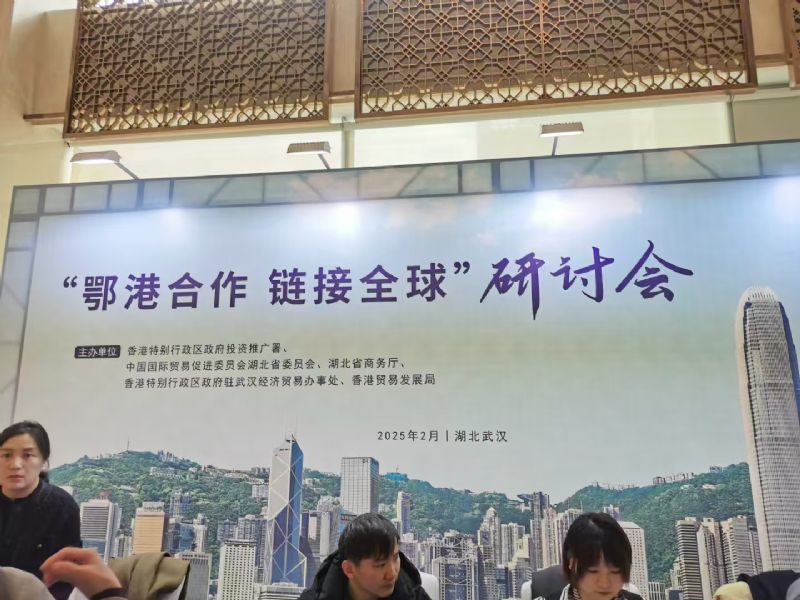 “鄂港合作 链接全球”研讨会
主办单位 香港特别行政区政府投资推广署、
中国国际贸易促进委员会湖北省委员会、湖北省商务厅、
香港特别行政区政府驻武汉经济贸易办事处、香港贸易发展局
2025年2月｜湖北武汉